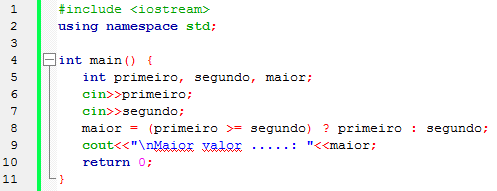 1 #include <iostream>
2 using namespace std;
3
4 int main() {
5 int primeiro, segundo, maior;
6 cin>>primeiro;
7 cin>>segundo;
8 maior = (primeiro >= segundo) ? primeiro : segundo;
9 cout<<"\nMaior valor .....: "<<maior;
10 return 0;
11 }